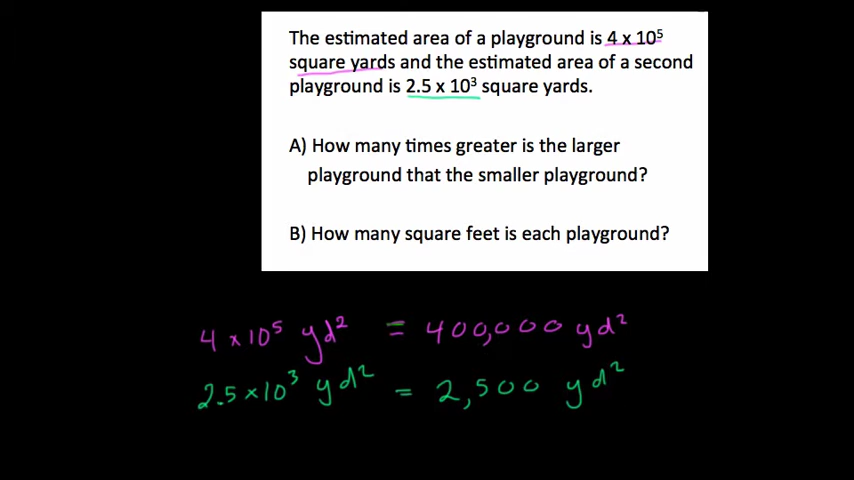 The estimated area of a playground is 4 x 10⁵
square yards and the estimated area of a second
playground is 2.5 x 10³ square yards.
A) How many times greater is the larger
playground that the smaller playground?
B) How many square feet is each playground?
4 x 10⁵ yd² = 400,000 yd²
2.5 x 10³ yd² = 2,500 yd²